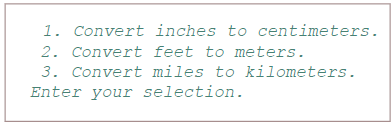 1. Convert inches to centimeters.
2. Convert feet to meters.
3. Convert miles to kilometers.
Enter your selection.